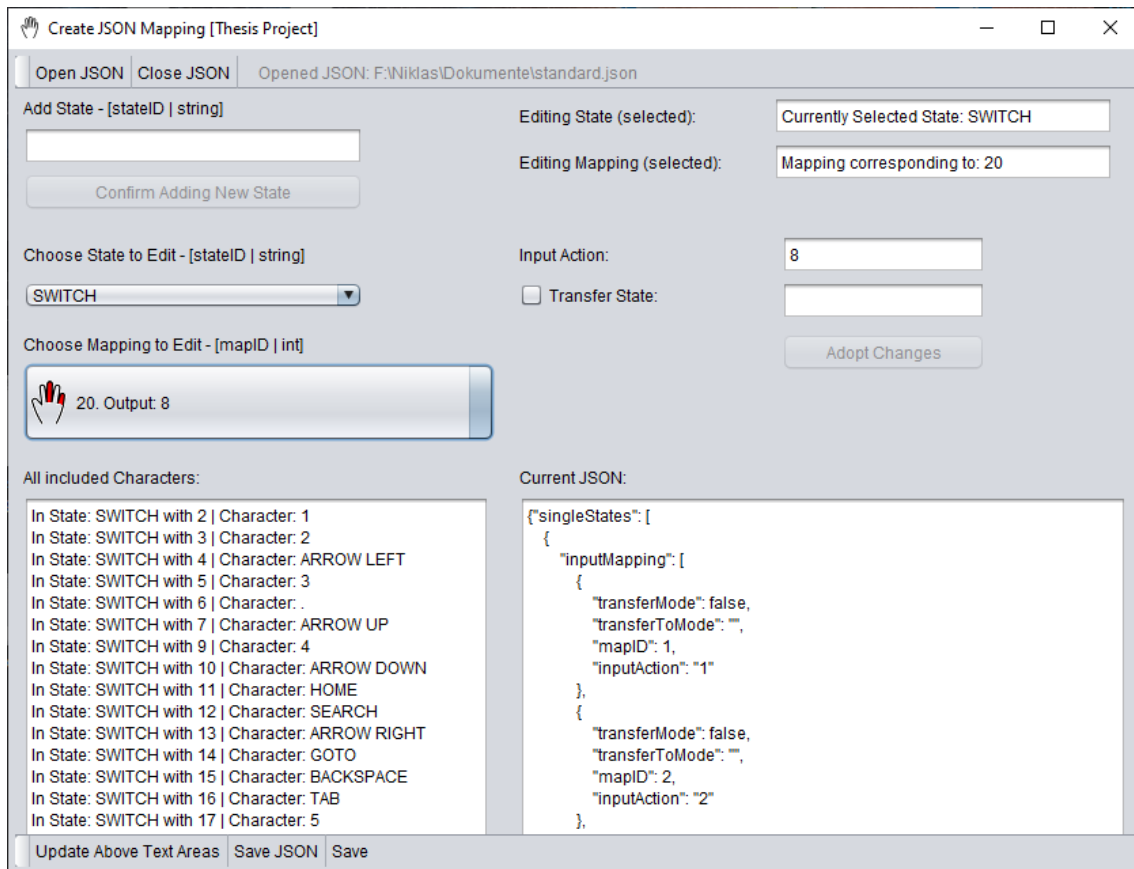 Create JSON Mapping [Thesis Project]
Open JSON Close JSON Opened JSON: F:\Niklas\Dokumente\standard.json
Add State - [stateID | string]
Confirm Adding New State
Editing State (selected): Currently Selected State: SWITCH
Editing Mapping (selected): Mapping corresponding to: 20
Choose State to Edit - [stateID | string]
SWITCH
Choose Mapping to Edit - [mapID | int]
20. Output: 8
Input Action: 8
Transfer State:
Adopt Changes
All included Characters:
In State: SWITCH with 2 | Character: 1
In State: SWITCH with 3 | Character: 2
In State: SWITCH with 4 | Character: ARROW LEFT
In State: SWITCH with 5 | Character: 3
In State: SWITCH with 6 | Character: .
In State: SWITCH with 7 | Character: ARROW UP
In State: SWITCH with 9 | Character: 4
In State: SWITCH with 10 | Character: ARROW DOWN
In State: SWITCH with 11 | Character: HOME
In State: SWITCH with 12 | Character: SEARCH
In State: SWITCH with 13 | Character: ARROW RIGHT
In State: SWITCH with 14 | Character: GOTO
In State: SWITCH with 15 | Character: BACKSPACE
In State: SWITCH with 16 | Character: TAB
In State: SWITCH with 17 | Character: 5
Current JSON:
{"singleStates": [
{
"inputMapping": [
{
"transferMode": false,
"transferToMode": "",
"mapID": 1,
"inputAction": "1"
},
{
"transferMode": false,
"transferToMode": "",
"mapID": 2,
"inputAction": "2"
},
Update Above Text Areas Save JSON Save